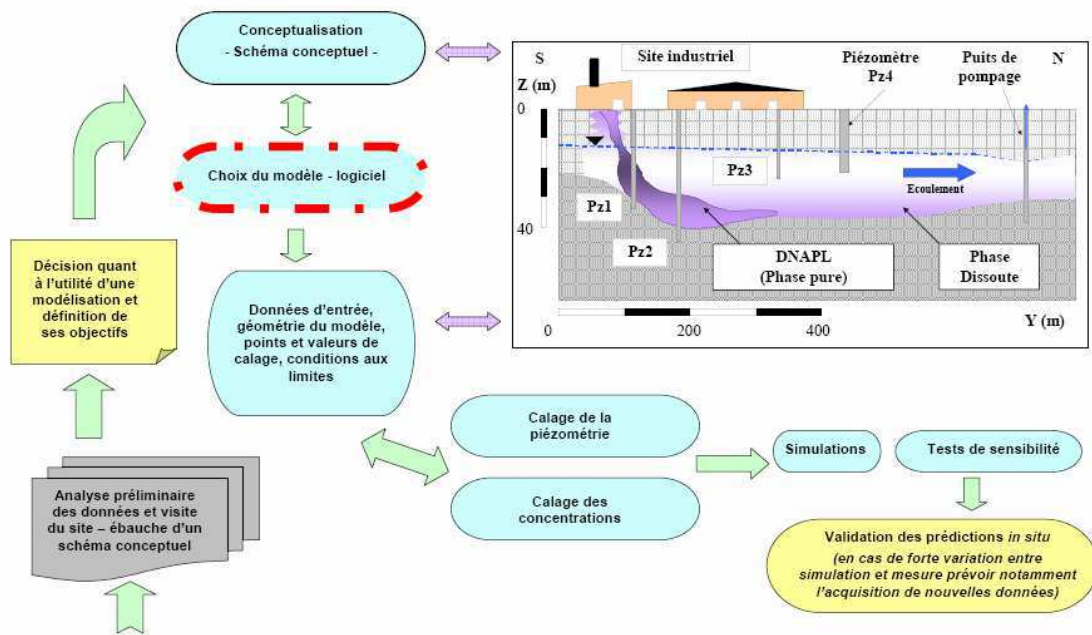 Conceptualisation
- Schéma conceptuel -
Choix du modèle - logiciel
Décision quant
à l'utilité d'une
modélisation et
définition de
ses objectifs
Données d'entrée,
géométrie du modèle,
points et valeurs de
calage, conditions aux
limites
Analyse préliminaire
des données et visite
du site – ébauche d'un
schéma conceptuel
S
Site industriel
Piézomètre
Pz4
Puits de
pompage
N
Z (m)
0
Pz3
Ecoulement
Pz1
40
Pz2
DNAPL
(Phase pure)
Phase
Dissoute
0
200
400
Y (m)
Calage de la
piézométrie
Calage des
concentrations
Simulations
Tests de sensibilité
Validation des prédictions in situ
(en cas de forte variation entre
simulation et mesure prévoir notamment
l'acquisition de nouvelles données)